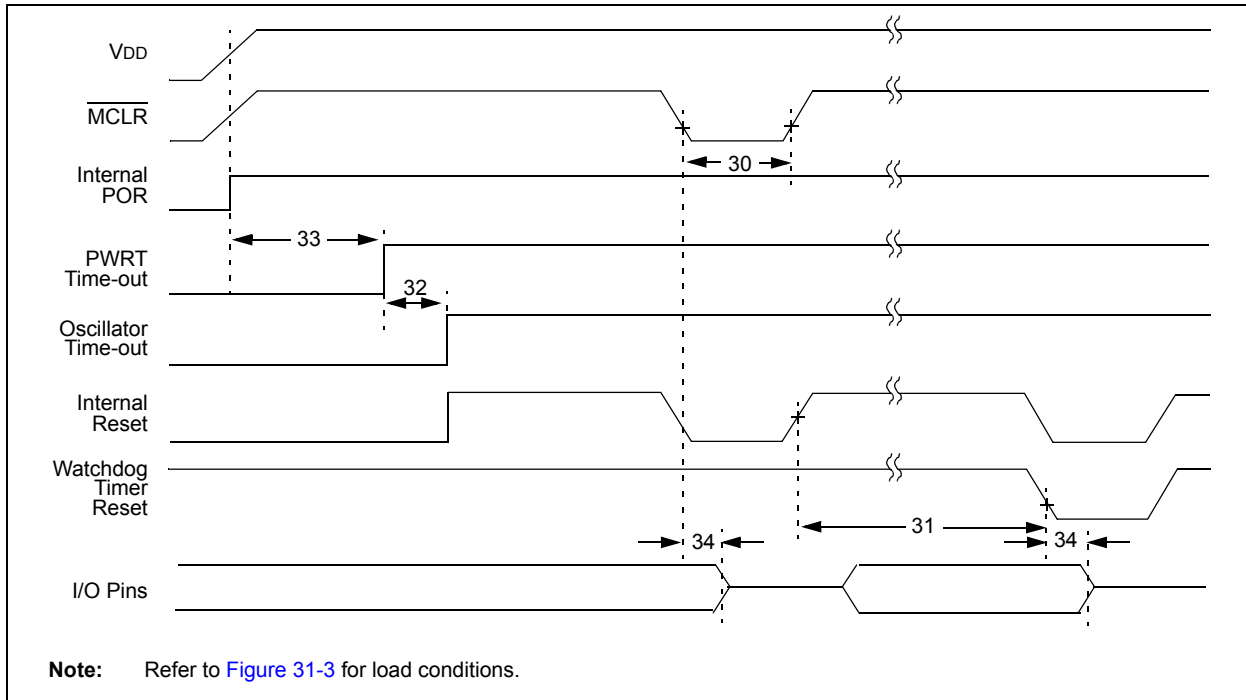 VDD
MCLR
30
Internal
POR
33
PWRT
Time-out
32
Oscillator
Time-out
Internal
Reset
Watchdog
Timer
Reset
31
34
34
I/O Pins
Note: Refer to Figure 31-3 for load conditions.